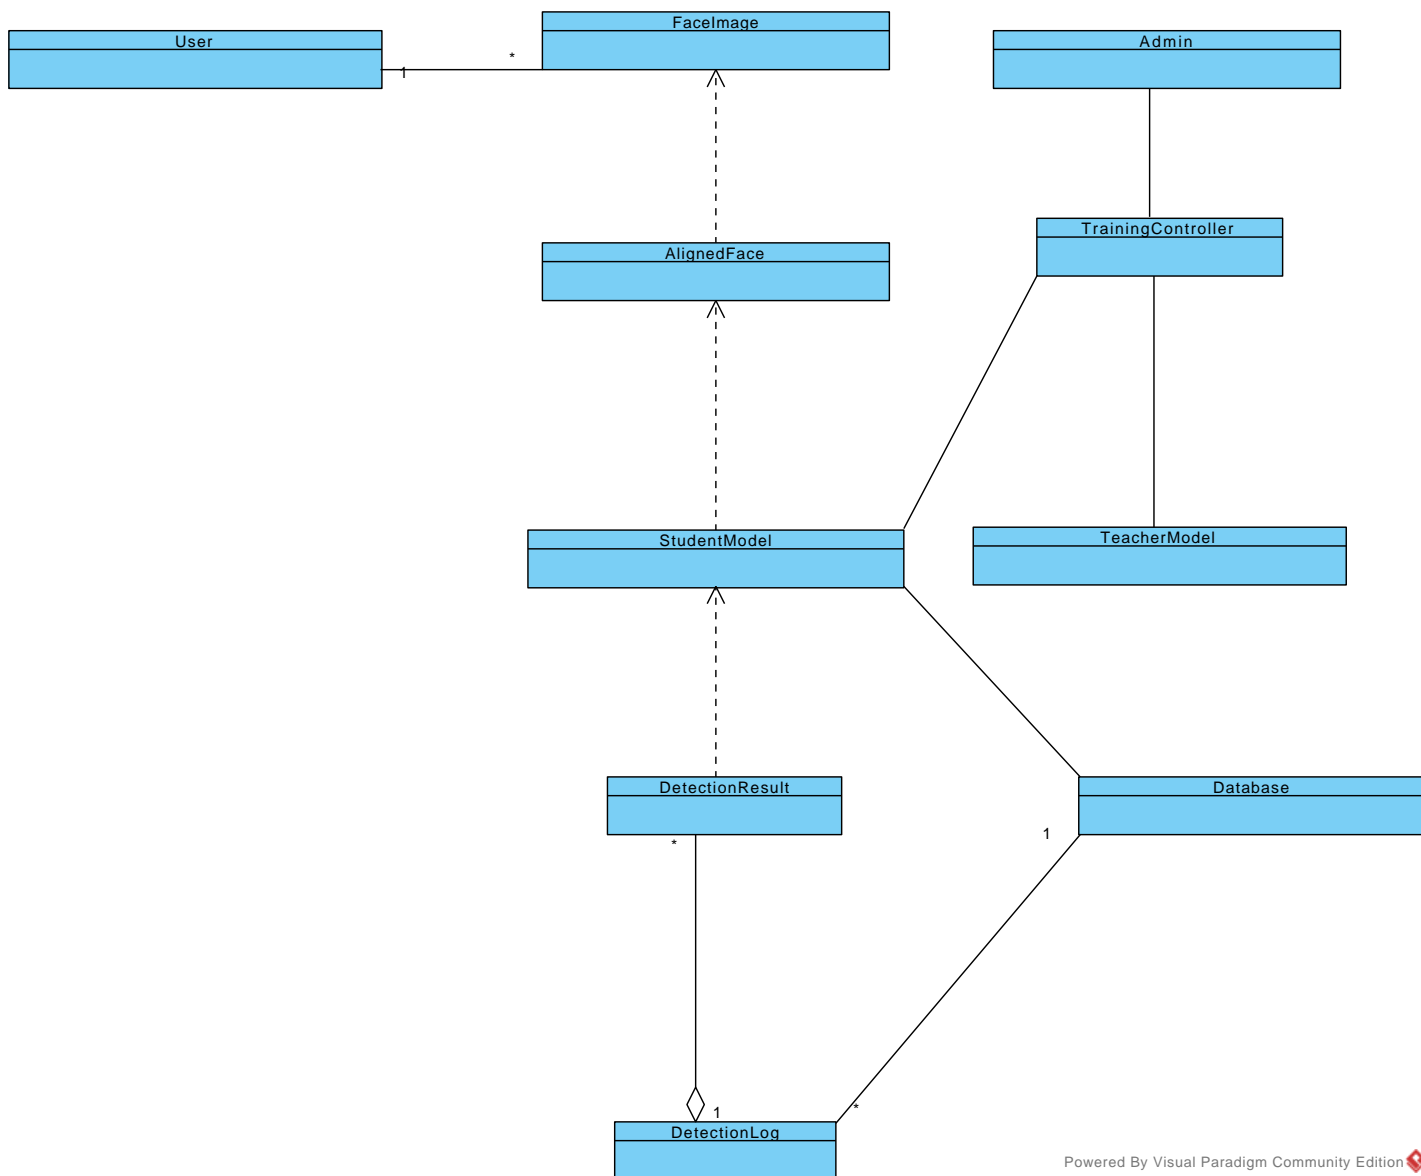 FaceImage
User
Admin
*
1
TrainingController
AlignedFace
StudentModel
TeacherModel
DetectionResult
Database
*
1
1
*
DetectionLog
Powered By Visual Paradigm Community Edition